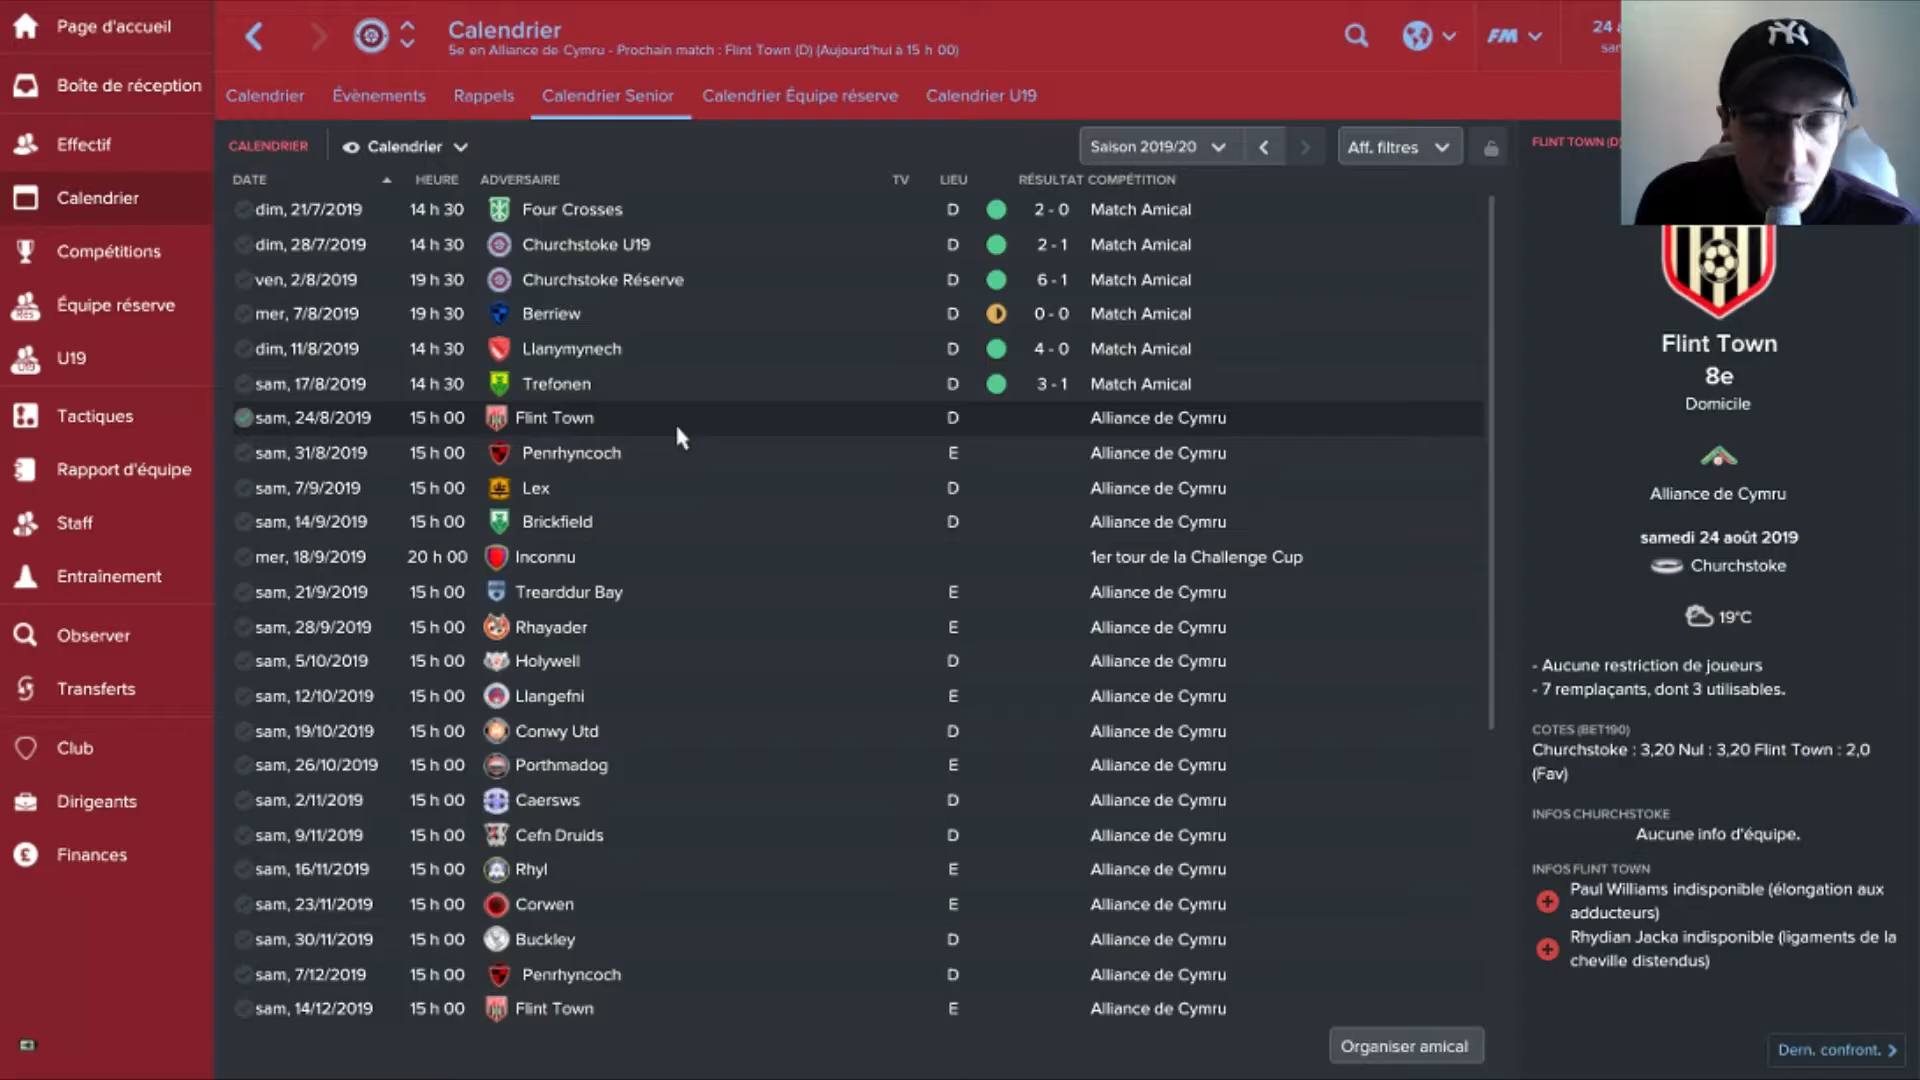 Page d'accueil
Boîte de réception
Effectif
Calendrier
Compétitions
Équipe réserve
U19
Tactiques
Rapport d'équipe
Staff
Entraînement
Observer
Transferts
Club
Dirigeants
Finances
Calendrier
5e en Alliance de Cymru - Prochain match : Flint Town (D) (Aujourd'hui à 15 h 00)
FM
24
Calendrier Évènements Rappels Calendrier Senior Calendrier Équipe réserve Calendrier U19
CALENDRIER Calendrier Saison 2019/20 Aff. filtres
DATE HEURE ADVERSAIRE TV LIEU RÉSULTAT COMPÉTITION
dim, 21/7/2019 14 h 30 Four Crosses D 2 - 0 Match Amical
dim, 28/7/2019 14 h 30 Churchstoke U19 D 2 - 1 Match Amical
ven, 2/8/2019 19 h 30 Churchstoke Réserve D 6 - 1 Match Amical
mer, 7/8/2019 19 h 30 Berriew D 0 - 0 Match Amical
dim, 11/8/2019 14 h 30 Llanymynech D 4 - 0 Match Amical
sam, 17/8/2019 14 h 30 Trefonen D 3 - 1 Match Amical
sam, 24/8/2019 15 h 00 Flint Town D Alliance de Cymru
sam, 31/8/2019 15 h 00 Penrhyncoch E Alliance de Cymru
sam, 7/9/2019 15 h 00 Lex D Alliance de Cymru
sam, 14/9/2019 15 h 00 Brickfield D Alliance de Cymru
mer, 18/9/2019 20 h 00 Inconnu 1er tour de la Challenge Cup
sam, 21/9/2019 15 h 00 Trearddur Bay E Alliance de Cymru
sam, 28/9/2019 15 h 00 Rhayader E Alliance de Cymru
sam, 5/10/2019 15 h 00 Holywell D Alliance de Cymru
sam, 12/10/2019 15 h 00 Llangefni E Alliance de Cymru
sam, 19/10/2019 15 h 00 Conwy Utd D Alliance de Cymru
sam, 26/10/2019 15 h 00 Porthmadog E Alliance de Cymru
sam, 2/11/2019 15 h 00 Caersws D Alliance de Cymru
sam, 9/11/2019 15 h 00 Cefn Druids D Alliance de Cymru
sam, 16/11/2019 15 h 00 Rhyl E Alliance de Cymru
sam, 23/11/2019 15 h 00 Corwen E Alliance de Cymru
sam, 30/11/2019 15 h 00 Buckley D Alliance de Cymru
sam, 7/12/2019 15 h 00 Penrhyncoch D Alliance de Cymru
sam, 14/12/2019 15 h 00 Flint Town E Alliance de Cymru
Organiser amical
FLINT TOWN (D)
NY
Flint Town
8e
Domicile
Alliance de Cymru
samedi 24 août 2019
Churchstoke
19°C
- Aucune restriction de joueurs
- 7 remplaçants, dont 3 utilisables.
COTES (BET190)
Churchstoke : 3,20 Nul : 3,20 Flint Town : 2,0
(Fav)
INFOS CHURCHSTOKE
Aucune info d'équipe.
INFOS FLINT TOWN
Paul Williams indisponible (élongation aux
adducteurs)
Rhydian Jacka indisponible (ligaments de la
cheville distendus)
Dern. confront.